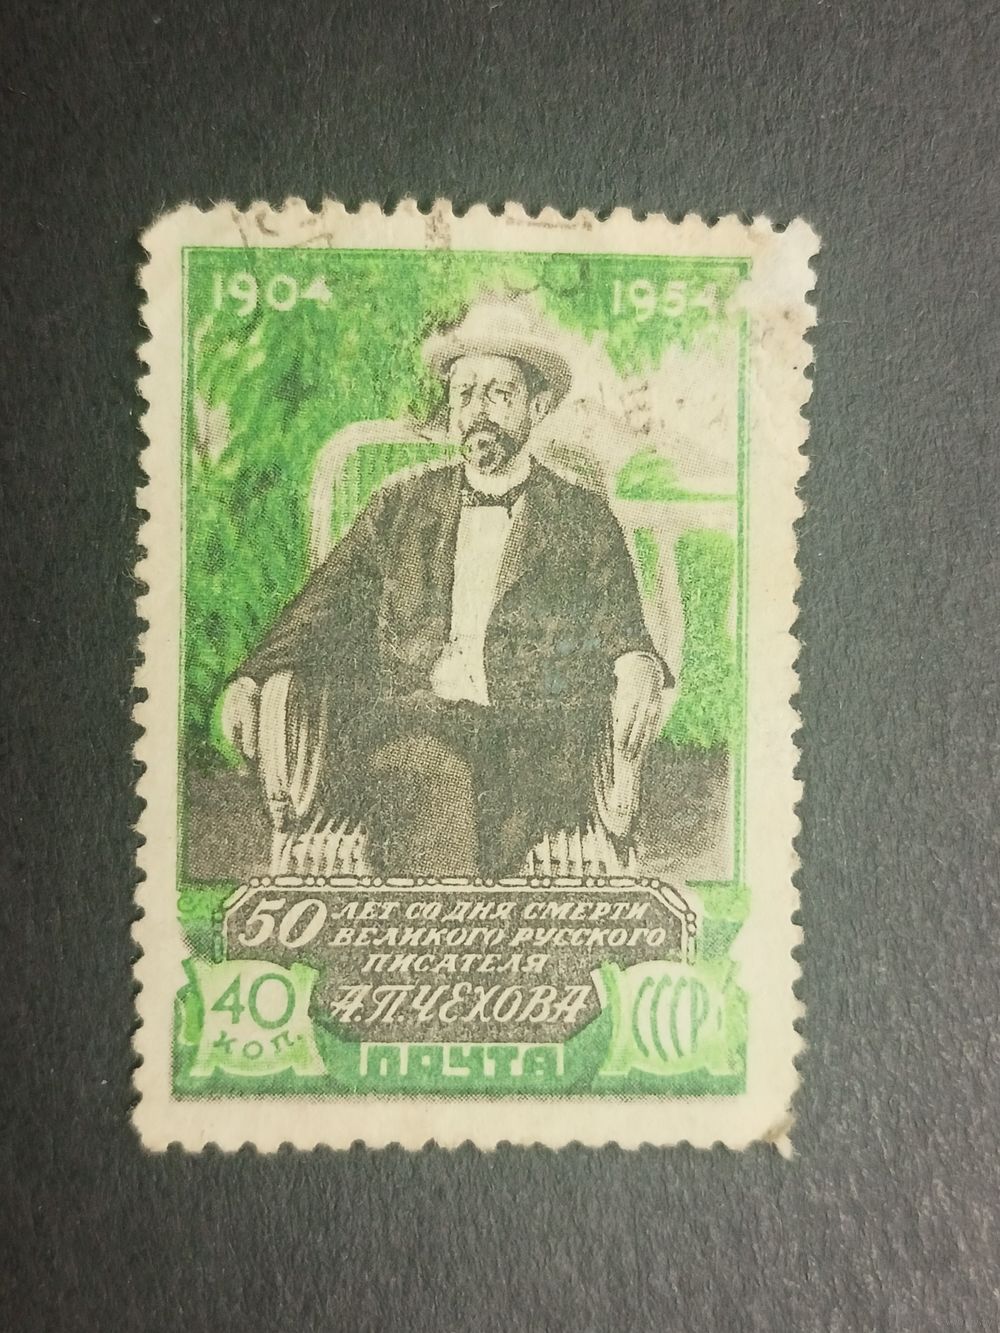 1904 1954
50 ЛЕТ СО ДНЯ СМЕРТИ
ВЕЛИКОГО РУССКОГО
ПИСАТЕЛЯ
А.П.ЧЕХОВА
40
коп.
СССР
ПОЧТА